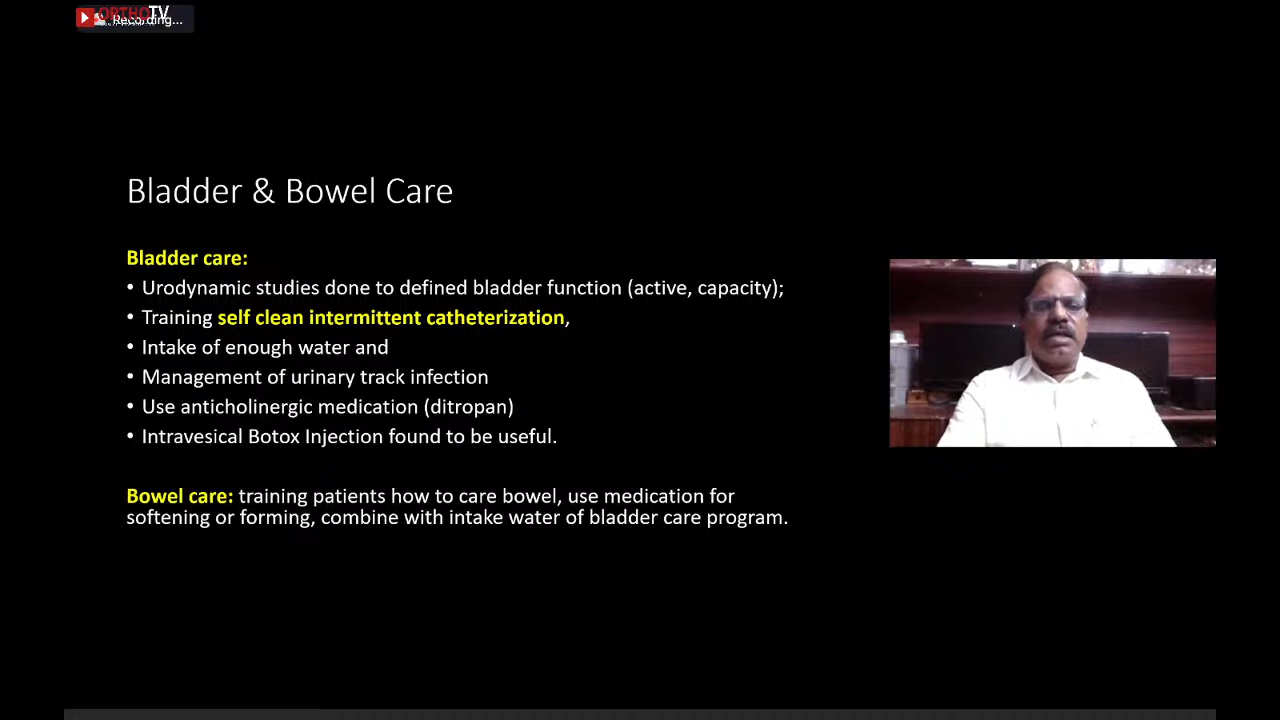 ORTHOTV
Recording...
Bladder & Bowel Care
Bladder care:
• Urodynamic studies done to defined bladder function (active, capacity);
• Training self clean intermittent catheterization,
• Intake of enough water and
• Management of urinary track infection
• Use anticholinergic medication (ditropan)
• Intravesical Botox Injection found to be useful.
Bowel care: training patients how to care bowel, use medication for
softening or forming, combine with intake water of bladder care program.